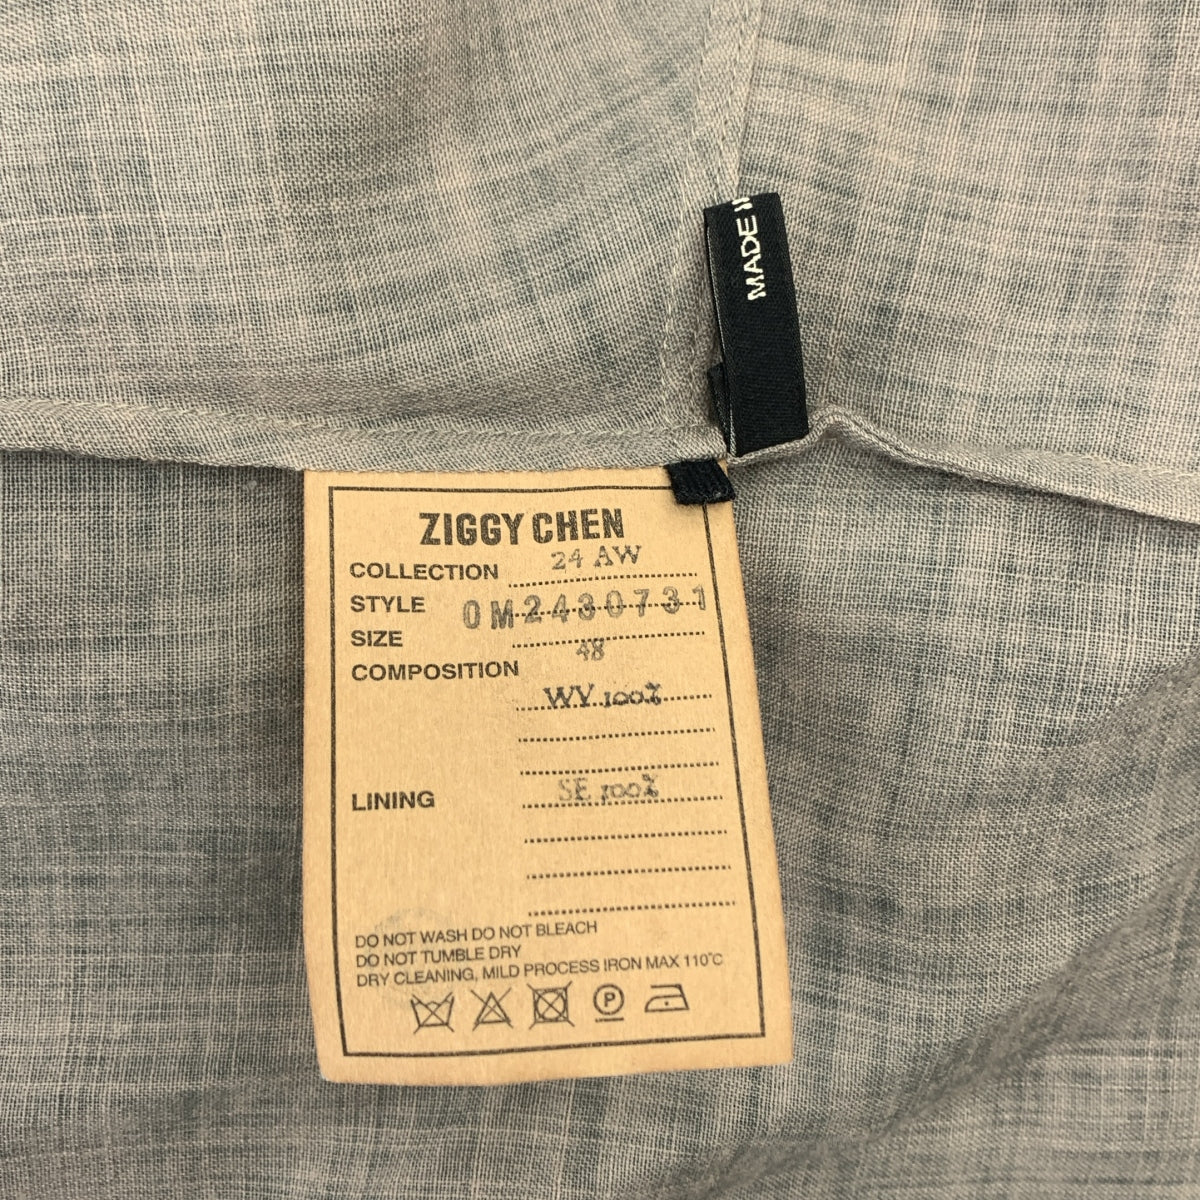 MADE I
ZIGGY CHEN
COLLECTION 24 AW
STYLE 0M2430731
SIZE 48
COMPOSITION
WV 100%
LINING SE 100%
DO NOT WASH DO NOT BLEACH
DO NOT TUMBLE DRY
DRY CLEANING, MILD PROCESS IRON MAX 110°C
P